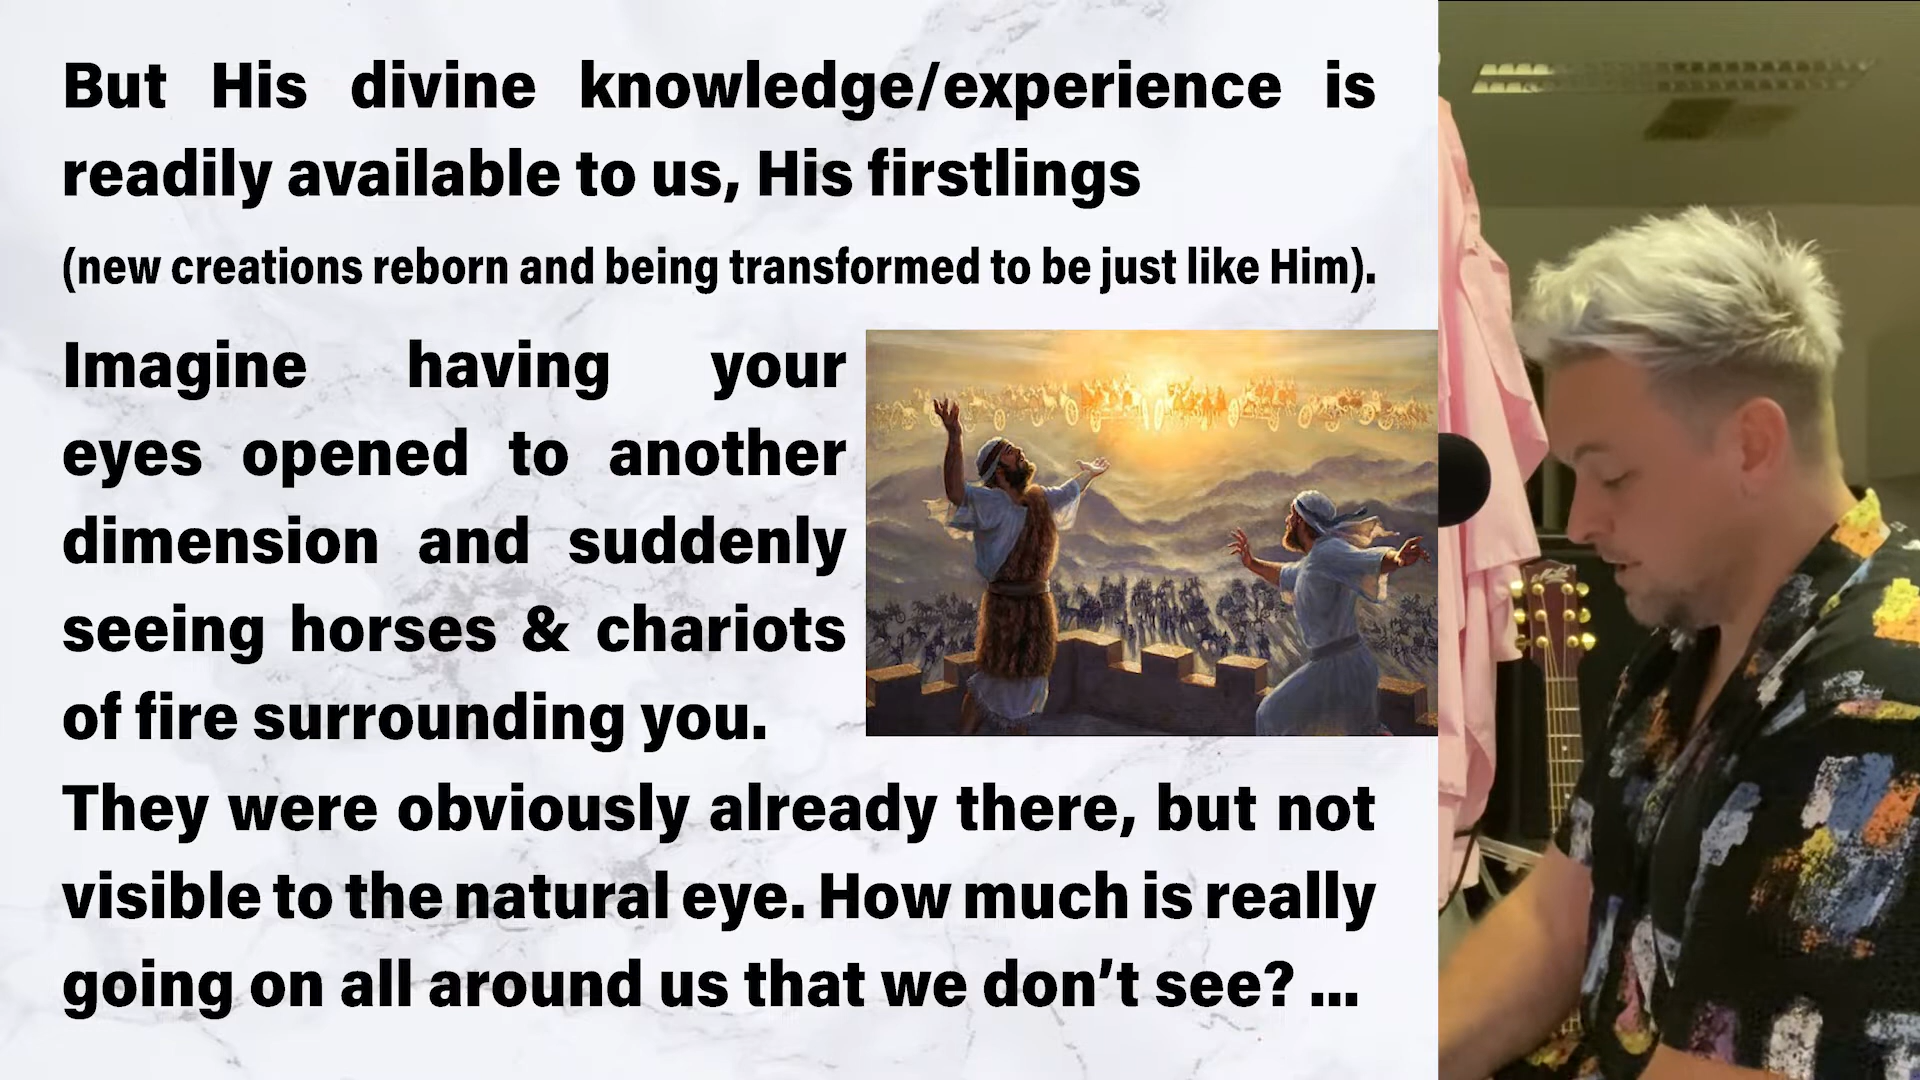 But His divine knowledge/experience is
readily available to us, His firstlings
(new creations reborn and being transformed to be just like Him).
Imagine having your
eyes opened to another
dimension and suddenly
seeing horses & chariots
of fire surrounding you.
They were obviously already there, but not
visible to the natural eye. How much is really
going on all around us that we don’t see? ...